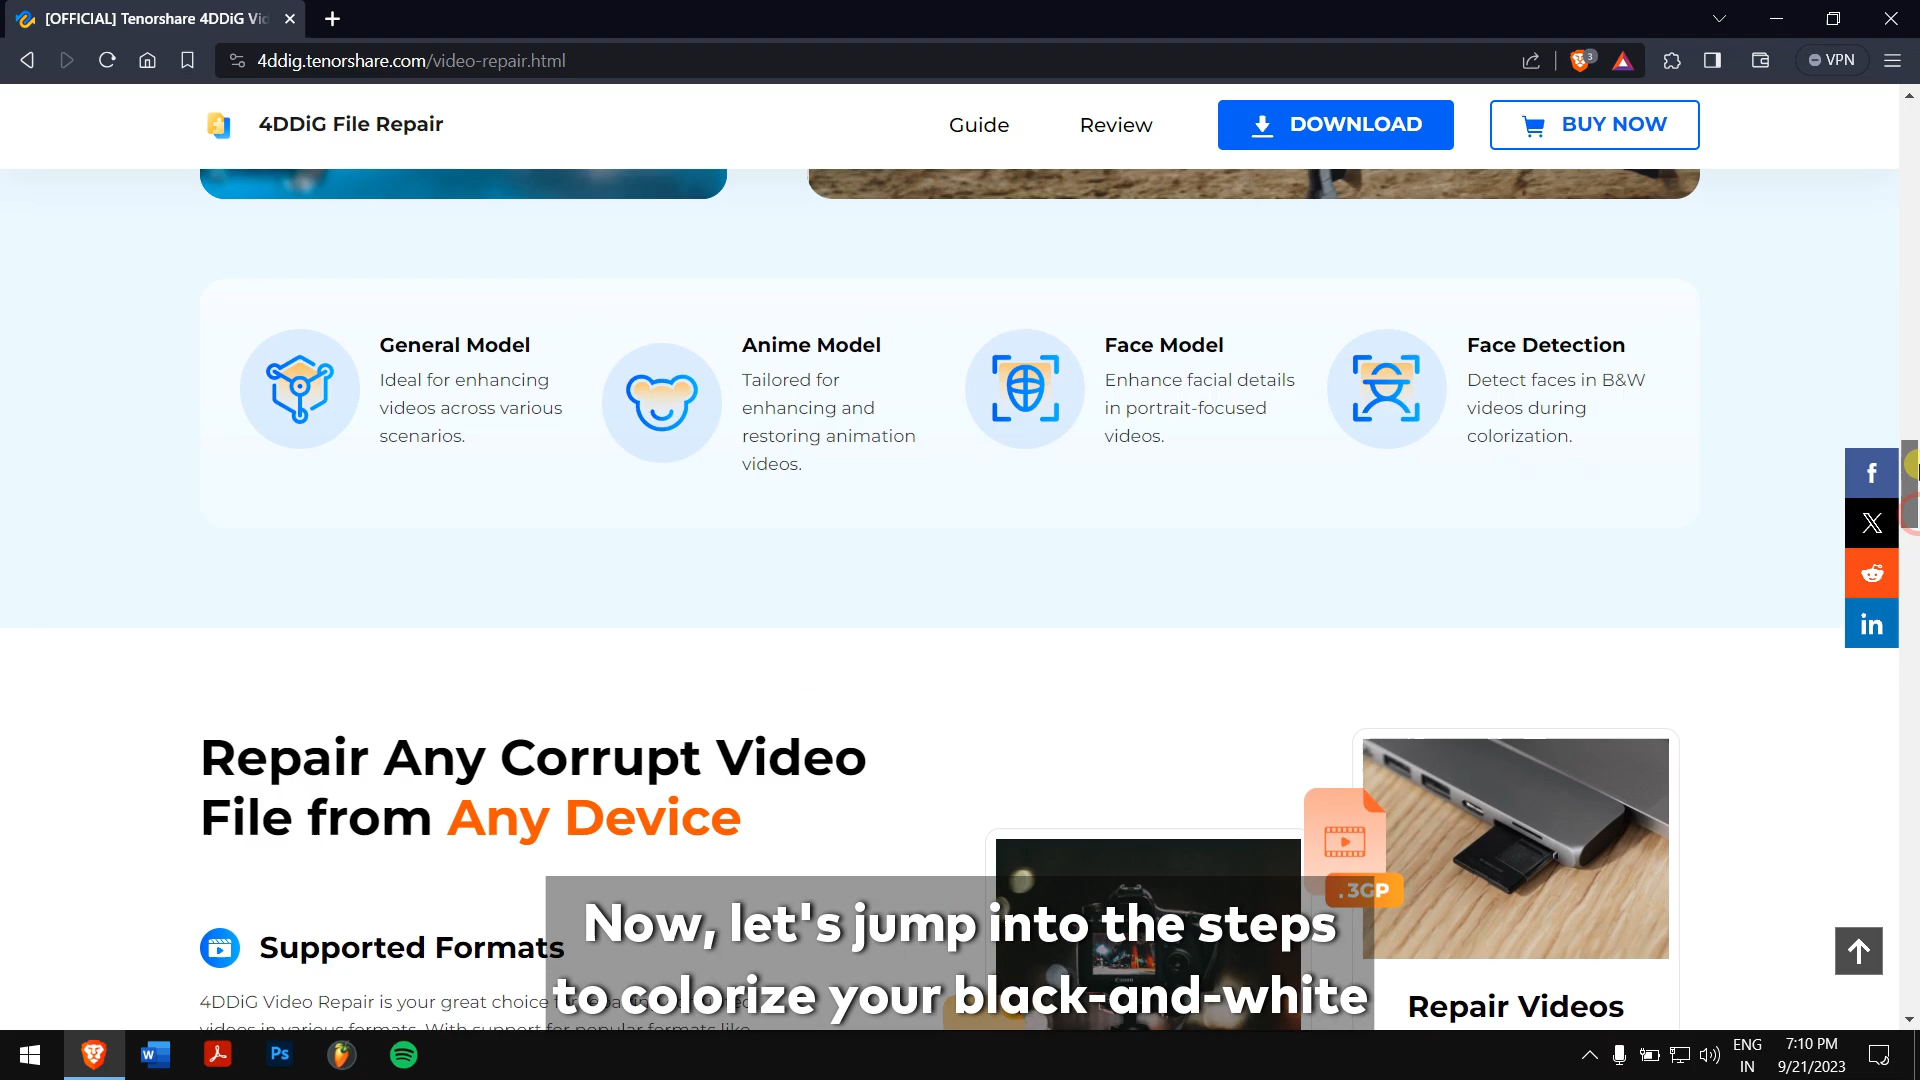 [OFFICIAL] Tenorshare 4DDiG Vid
4ddig.tenorshare.com/video-repair.html
3
VPN
4DDiG File Repair
Guide
Review
DOWNLOAD
BUY NOW
General Model
Ideal for enhancing
videos across various
scenarios.
Anime Model
Tailored for
enhancing and
restoring animation
videos.
Face Model
Enhance facial details
in portrait-focused
videos.
Face Detection
Detect faces in B&W
videos during
colorization.
f
X
in
Repair Any Corrupt Video
File from Any Device
.3GP
Supported Formats
4DDiG Video Repair is your great choice
Repair Videos
Now, let's jump into the steps
to colorize your black-and-white
W
Ps
ENG
IN
7:10 PM
9/21/2023